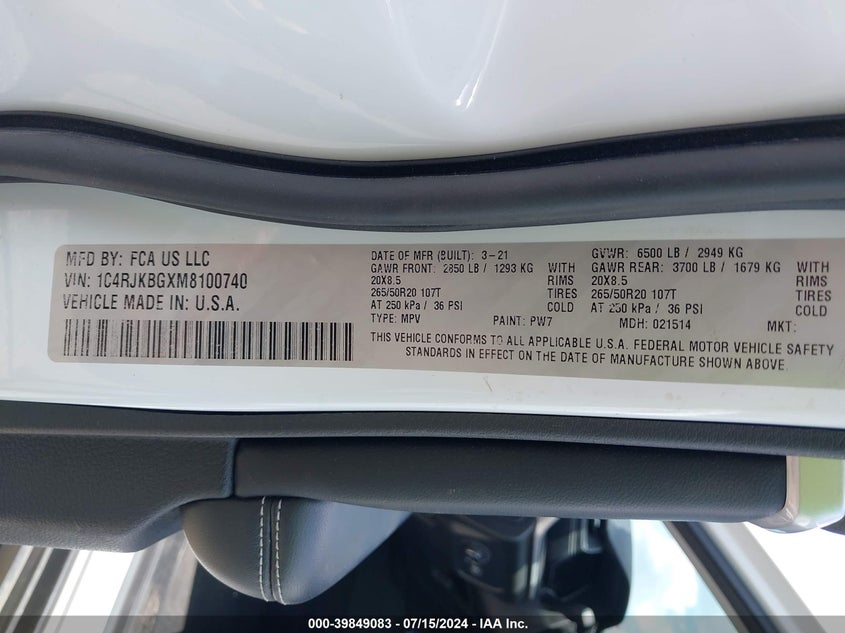 MFD BY: FCA US LLC
VIN: 1C4RJKBGXM8100740
VEHICLE MADE IN: U.S.A.
DATE OF MFR (BUILT): 3-21 GVWR: 6500 LB / 2949 KG
GAWR FRONT: 2850 LB / 1293 KG WITH GAWR REAR: 3700 LB / 1679 KG WITH
20X8.5 RIMS 20X8.5 RIMS
265/50R20 107T TIRES 265/50R20 107T TIRES
AT 250 kPa / 36 PSI COLD AT 250 kPa / 36 PSI COLD
TYPE: MPV PAINT: PW7 MDH: 021514 MKT:
THIS VEHICLE CONFORMS TO ALL APPLICABLE U.S.A. FEDERAL MOTOR VEHICLE SAFETY
STANDARDS IN EFFECT ON THE DATE OF MANUFACTURE SHOWN ABOVE.
000-39849083 - 07/15/2024 - IAA Inc.